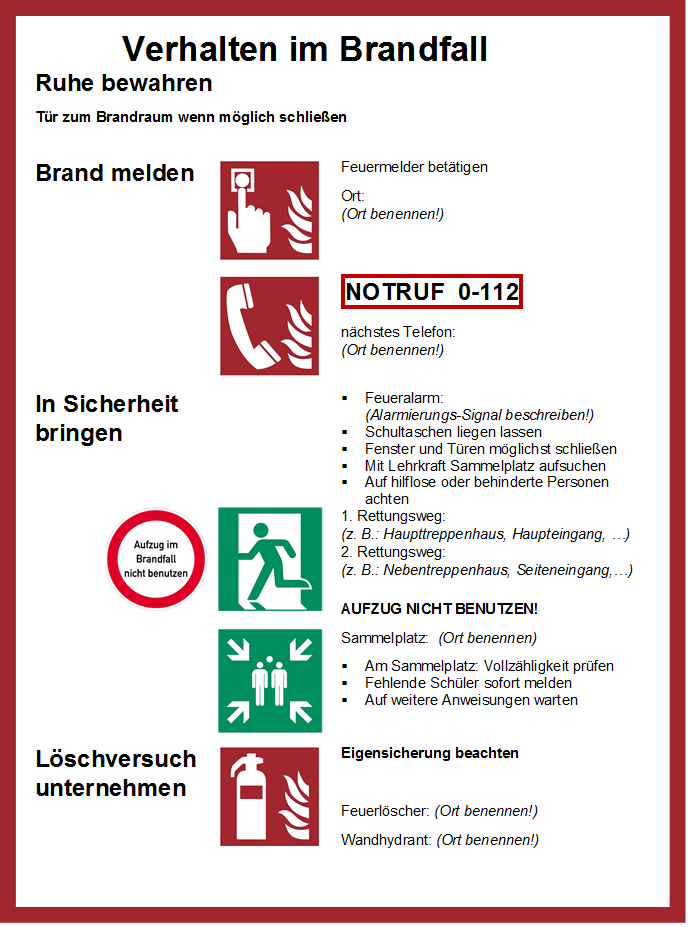 Verhalten im Brandfall
Ruhe bewahren
Tür zum Brandraum wenn möglich schließen
Brand melden
Feuermelder betätigen
Ort:
(Ort benennen!)
NOTRUF 0-112
nächstes Telefon:
(Ort benennen!)
In Sicherheit
bringen
▪ Feueralarm:
(Alarmierungs-Signal beschreiben!)
▪ Schultaschen liegen lassen
▪ Fenster und Türen möglichst schließen
▪ Mit Lehrkraft Sammelplatz aufsuchen
▪ Auf hilflose oder behinderte Personen
achten
1. Rettungsweg:
(z. B.: Haupttreppenhaus, Haupteingang, …)
2. Rettungsweg:
(z. B.: Nebentreppenhaus, Seiteneingang,…)
Aufzug im
Brandfall
nicht benutzen
AUFZUG NICHT BENUTZEN!
Sammelplatz: (Ort benennen)
▪ Am Sammelplatz: Vollzähligkeit prüfen
▪ Fehlende Schüler sofort melden
▪ Auf weitere Anweisungen warten
Löschversuch
unternehmen
Eigensicherung beachten
Feuerlöscher: (Ort benennen!)
Wandhydrant: (Ort benennen!)